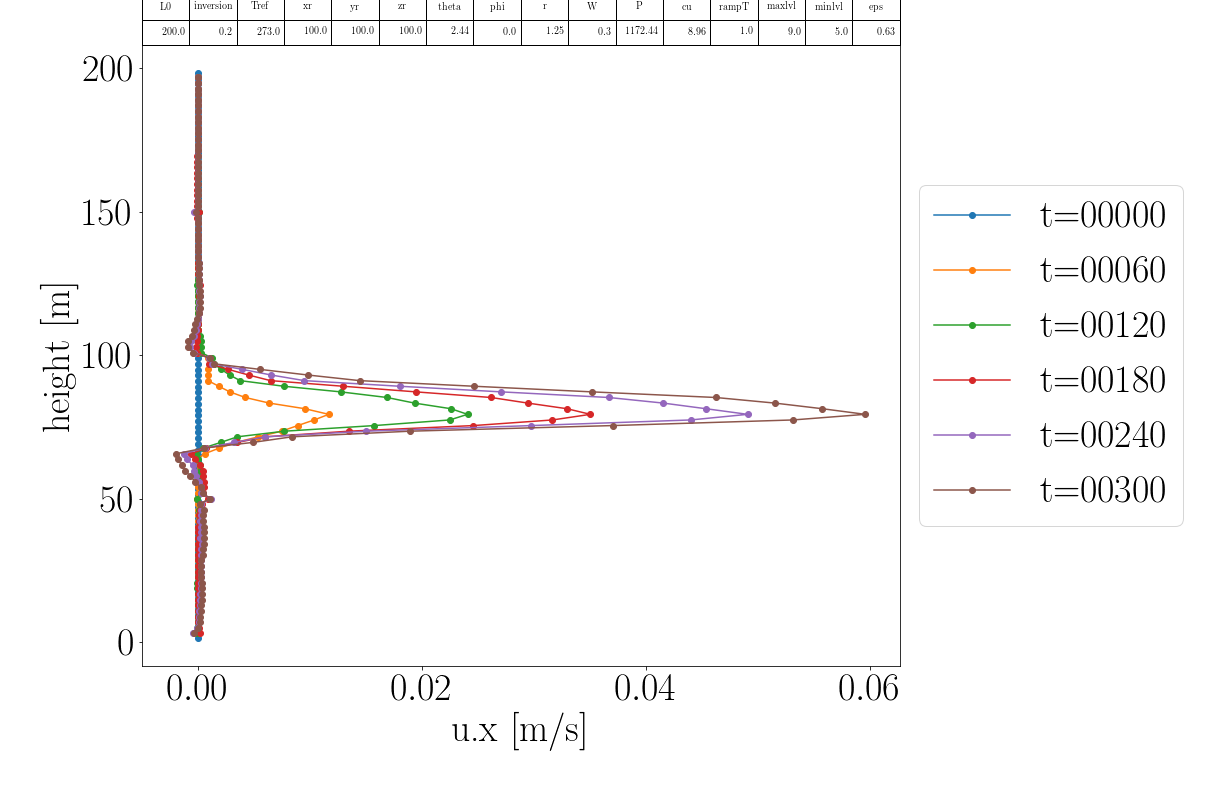 L0 inversion Tref xr yr zr theta phi r W P cu rampT maxlvl minlvl eps
200.0 0.2 273.0 100.0 100.0 100.0 2.44 0.0 1.25 0.3 1172.44 8.96 1.0 9.0 5.0 0.63
200
150
100
50
0
height [m]
0.00 0.02 0.04 0.06
u.x [m/s]
t=00000
t=00060
t=00120
t=00180
t=00240
t=00300